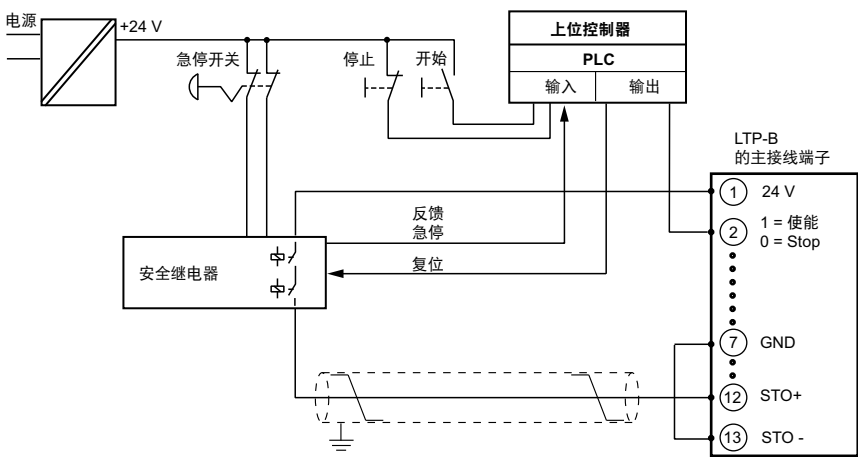 电源
+24 V
急停开关
停止
开始
上位控制器
PLC
输入
输出
LTP-B
的主接线端子
1
24 V
2
1 = 使能
0 = Stop
反馈
急停
复位
安全继电器
7
GND
12
STO+
13
STO -